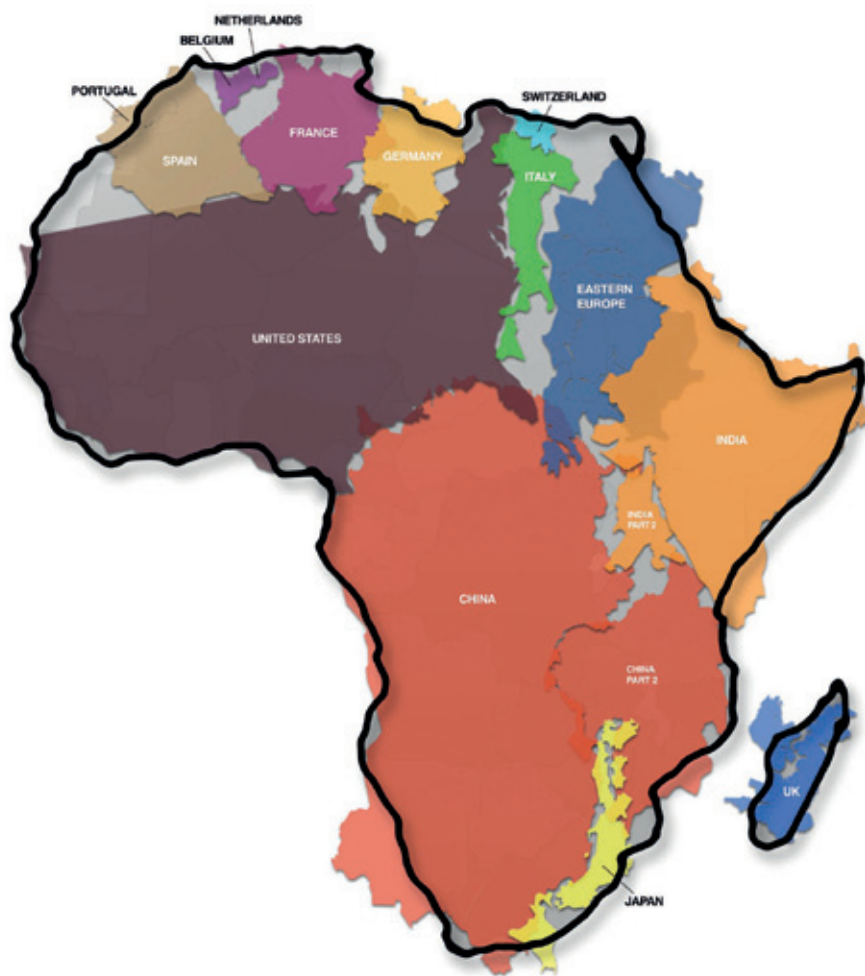 NETHERLANDS
BELGIUM
PORTUGAL
SWITZERLAND
FRANCE
SPAIN
GERMANY
ITALY
EASTERN
EUROPE
UNITED STATES
INDIA
INDIA
PART 2
CHINA
CHINA
PART 2
UK
JAPAN